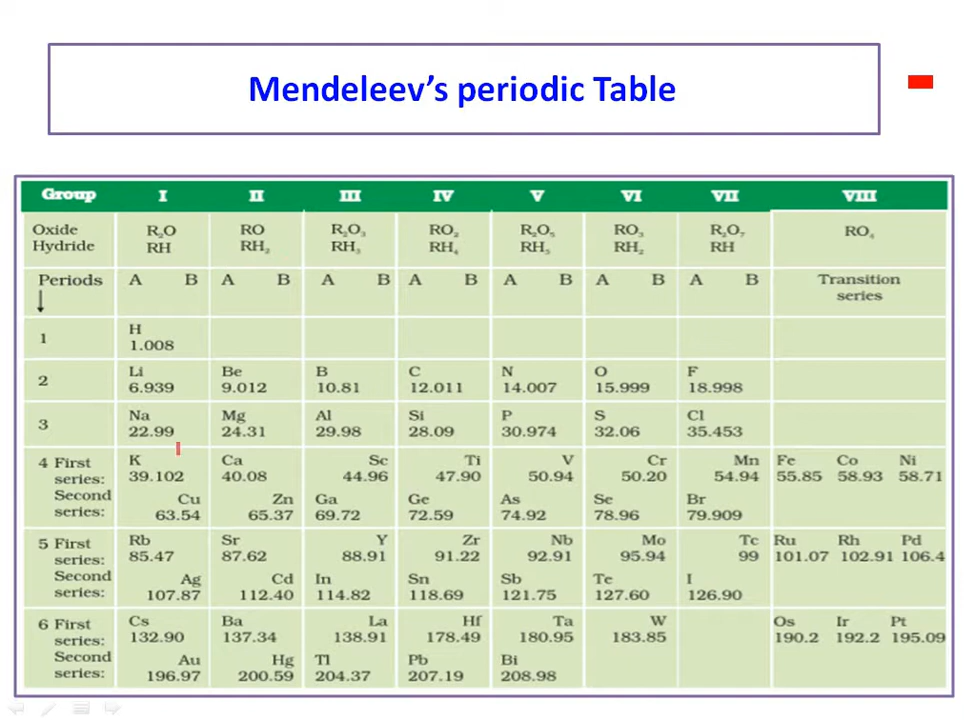 Mendeleev's periodic Table
Group I II III IV V VI VII VIII
Oxide R₂O RO R₂O₃ RO₂ R₂O₅ RO₃ R₂O₇ RO₄
Hydride RH RH₂ RH₃ RH₄ RH₃ RH₂ RH
Periods A B A B A B A B A B A B A B Transition
↓ series
1 H
1.008
2 Li Be B C N O F
6.939 9.012 10.81 12.011 14.007 15.999 18.998
3 Na Mg Al Si P S Cl
22.99 24.31 29.98 28.09 30.974 32.06 35.453
4 First K Ca Sc Ti V Cr Mn Fe Co Ni
series: 39.102 40.08 44.96 47.90 50.94 50.20 54.94 55.85 58.93 58.71
Second Cu Zn Ga Ge As Se Br
series: 63.54 65.37 69.72 72.59 74.92 78.96 79.909
5 First Rb Sr Y Zr Nb Mo Tc Ru Rh Pd
series: 85.47 87.62 88.91 91.22 92.91 95.94 99 101.07 102.91 106.4
Second Ag Cd In Sn Sb Te I
series: 107.87 112.40 114.82 118.69 121.75 127.60 126.90
6 First Cs Ba La Hf Ta W Os Ir Pt
series: 132.90 137.34 138.91 178.49 180.95 183.85 190.2 192.2 195.09
Second Au Hg Tl Pb Bi
series: 196.97 200.59 204.37 207.19 208.98